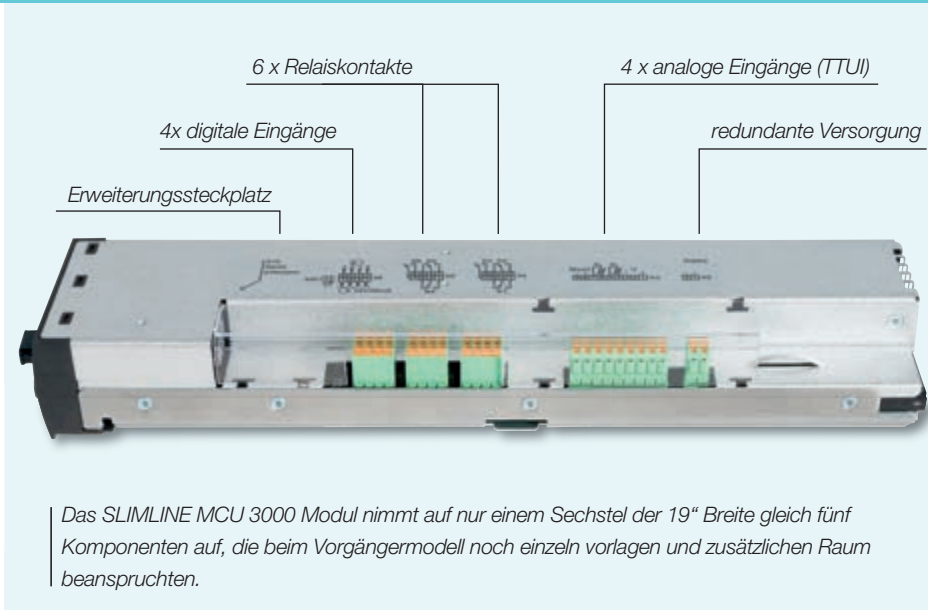 6 x Relaiskontakte
4 x analoge Eingänge (TTUI)
4x digitale Eingänge
redundante Versorgung
Erweiterungssteckplatz
Das SLIMLINE MCU 3000 Modul nimmt auf nur einem Sechstel der 19“ Breite gleich fünf
Komponenten auf, die beim Vorgängermodell noch einzeln vorlagen und zusätzlichen Raum
beanspruchten.